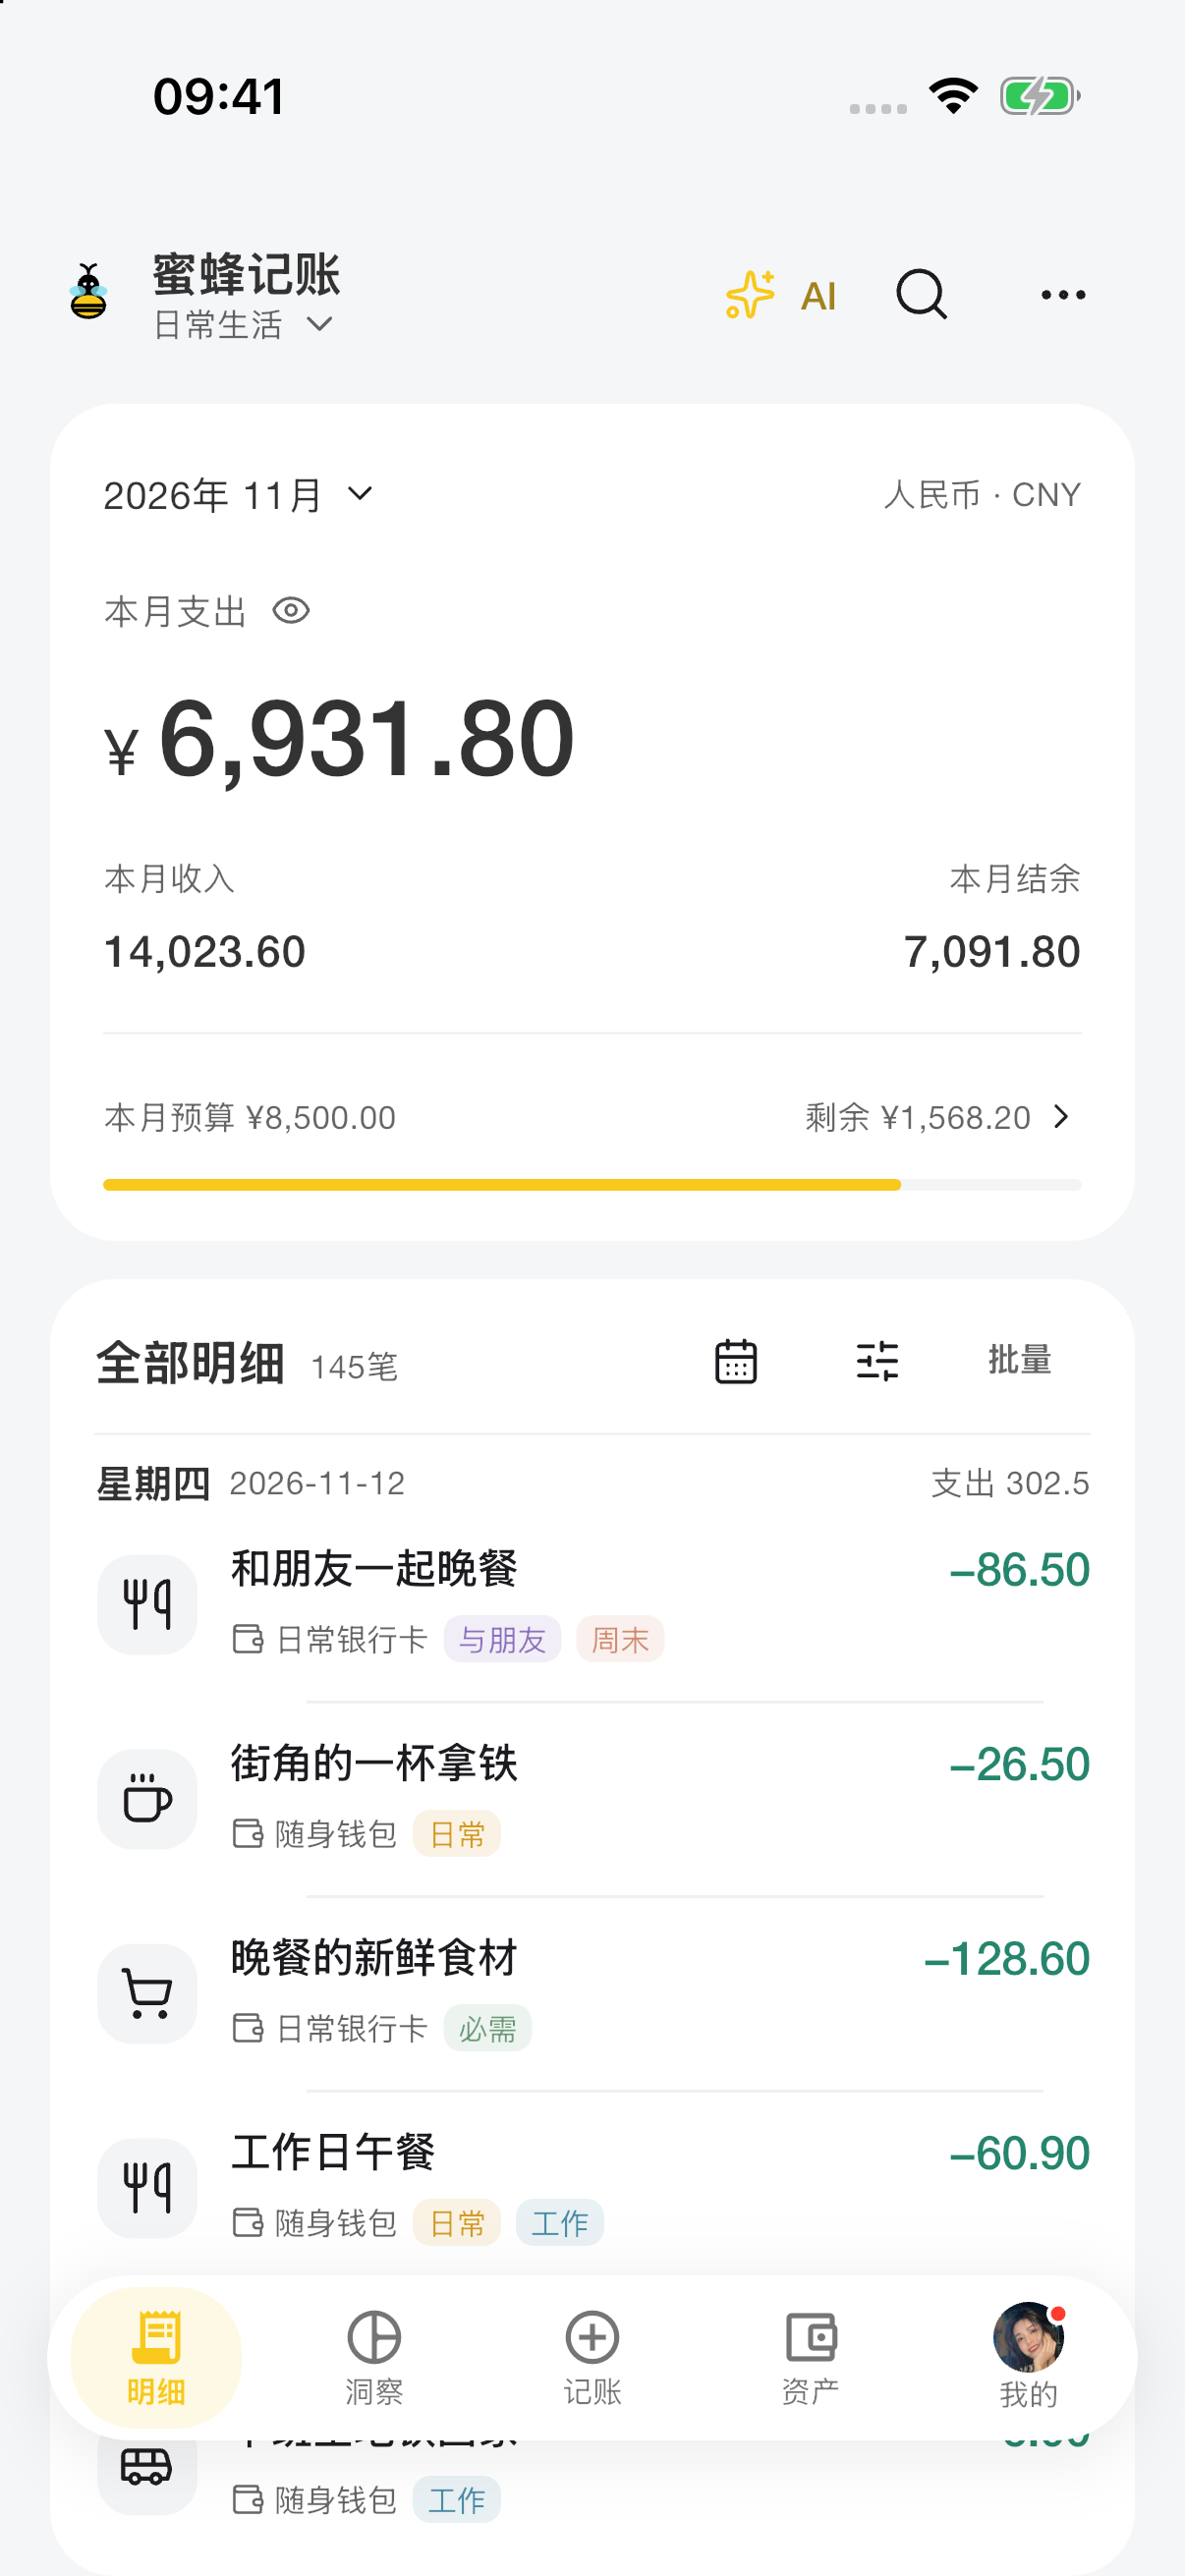 09:41
蜜蜂记账
日常生活
AI
2026年 11月
人民币 · CNY
本月支出
¥ 6,931.80
本月收入
本月结余
14,023.60
7,091.80
本月预算 ¥8,500.00
剩余 ¥1,568.20
全部明细 145笔
批量
星期四 2026-11-12
支出 302.5
和朋友一起晚餐
-86.50
日常银行卡 与朋友 周末
街角的一杯拿铁
-26.50
随身钱包 日常
晚餐的新鲜食材
-128.60
日常银行卡 必需
工作日午餐
-60.90
随身钱包 日常 工作
明细
洞察
记账
资产
我的
随身钱包 工作